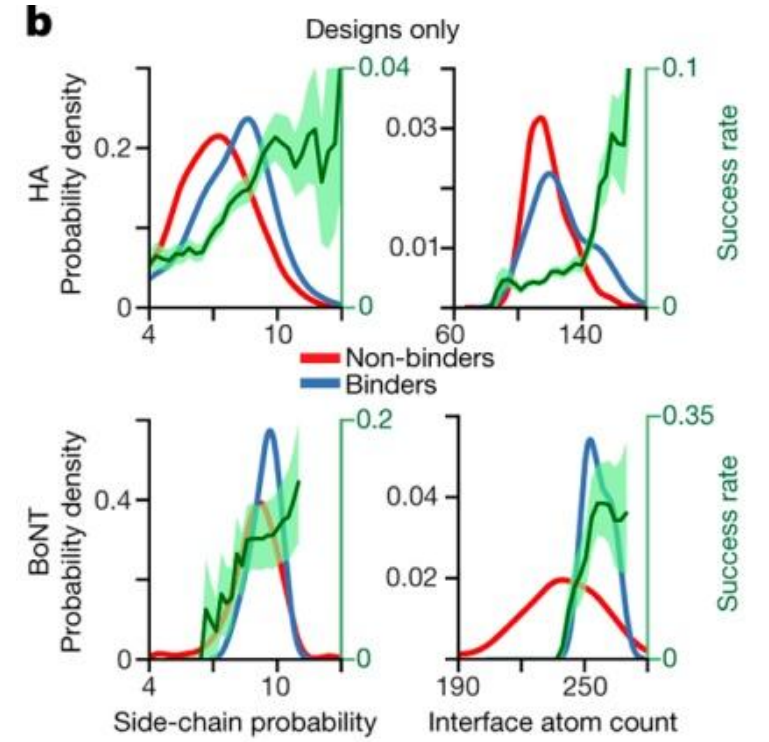 b
Designs only
HA
Probability density
0.2
0
4
10
0.04
0
0.03
0.01
0
60
140
0.1
0
Success rate
Non-binders
Binders
BoNT
Probability density
0.4
0
4
10
0.2
0
Side-chain probability
0.04
0.02
0
190
250
0.35
0
Success rate
Interface atom count